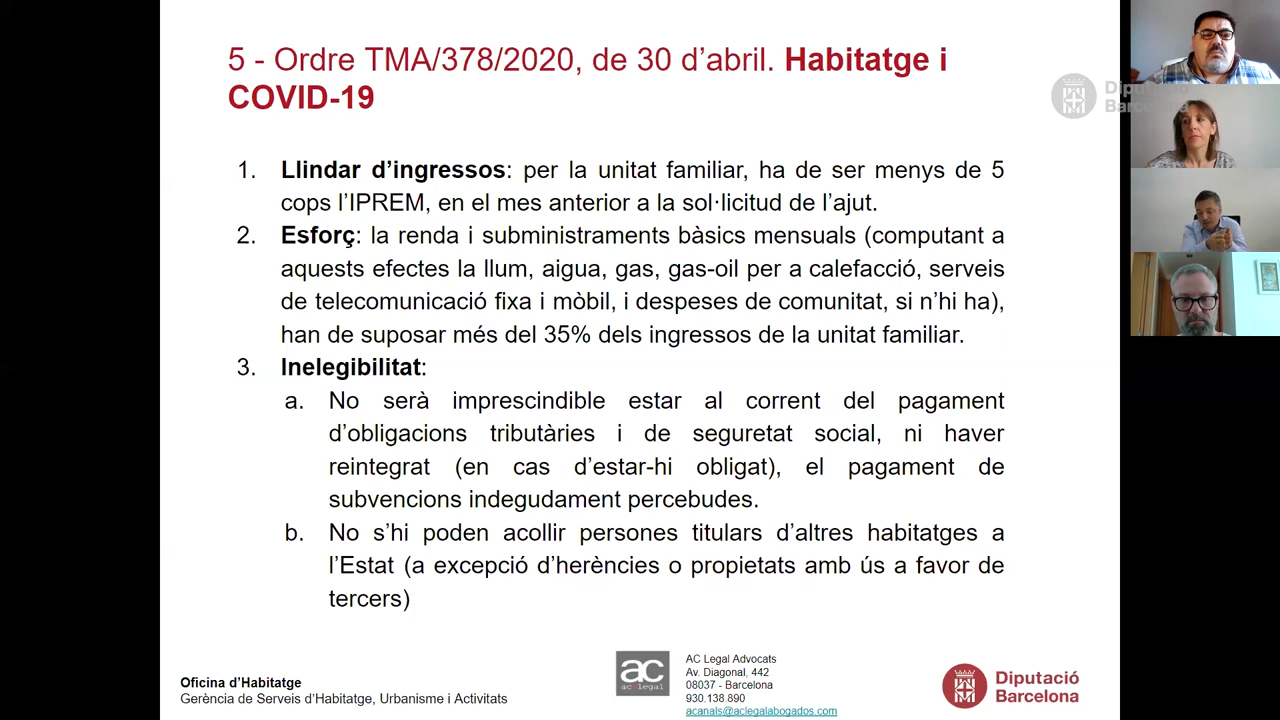 5 - Ordre TMA/378/2020, de 30 d’abril. Habitatge i
COVID-19
Diputació
Barcelona
1. Llindar d’ingressos: per la unitat familiar, ha de ser menys de 5
cops l’IPREM, en el mes anterior a la sol·licitud de l’ajut.
2. Esforç: la renda i subministraments bàsics mensuals (computant a
aquests efectes la llum, aigua, gas, gas-oil per a calefacció, serveis
de telecomunicació fixa i mòbil, i despeses de comunitat, si n’hi ha),
han de suposar més del 35% dels ingressos de la unitat familiar.
3. Inelegibilitat:
a. No serà imprescindible estar al corrent del pagament
d’obligacions tributàries i de seguretat social, ni haver
reintegrat (en cas d’estar-hi obligat), el pagament de
subvencions indegudament percebudes.
b. No s’hi poden acollir persones titulars d’altres habitatges a
l’Estat (a excepció d’herències o propietats amb ús a favor de
tercers)
Oficina d’Habitatge
Gerència de Serveis d’Habitatge, Urbanisme i Activitats
ac
ac legal
AC Legal Advocats
Av. Diagonal, 442
08037 - Barcelona
930.138.890
acanals@aclegalabogados.com
Diputació
Barcelona